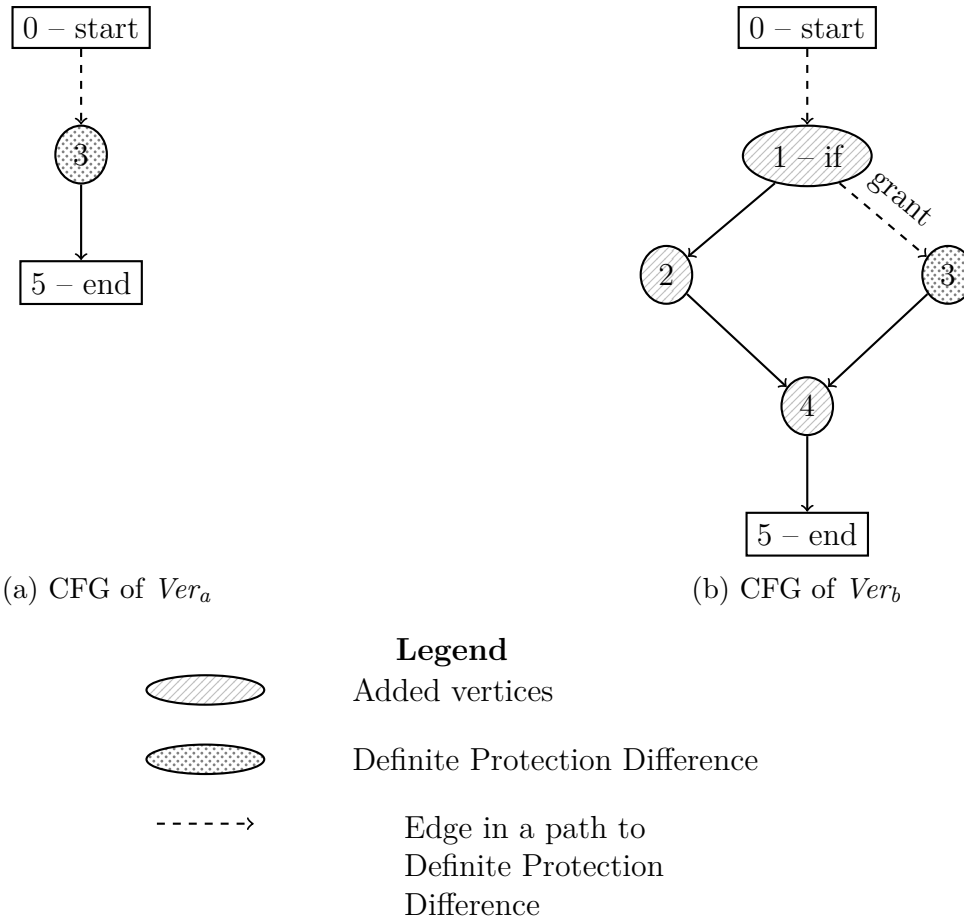 0 – start
3
5 – end
(a) CFG of Ver_a
0 – start
1 – if
grant
2
3
4
5 – end
(b) CFG of Ver_b
Legend
Added vertices
Definite Protection Difference
Edge in a path to
Definite Protection
Difference